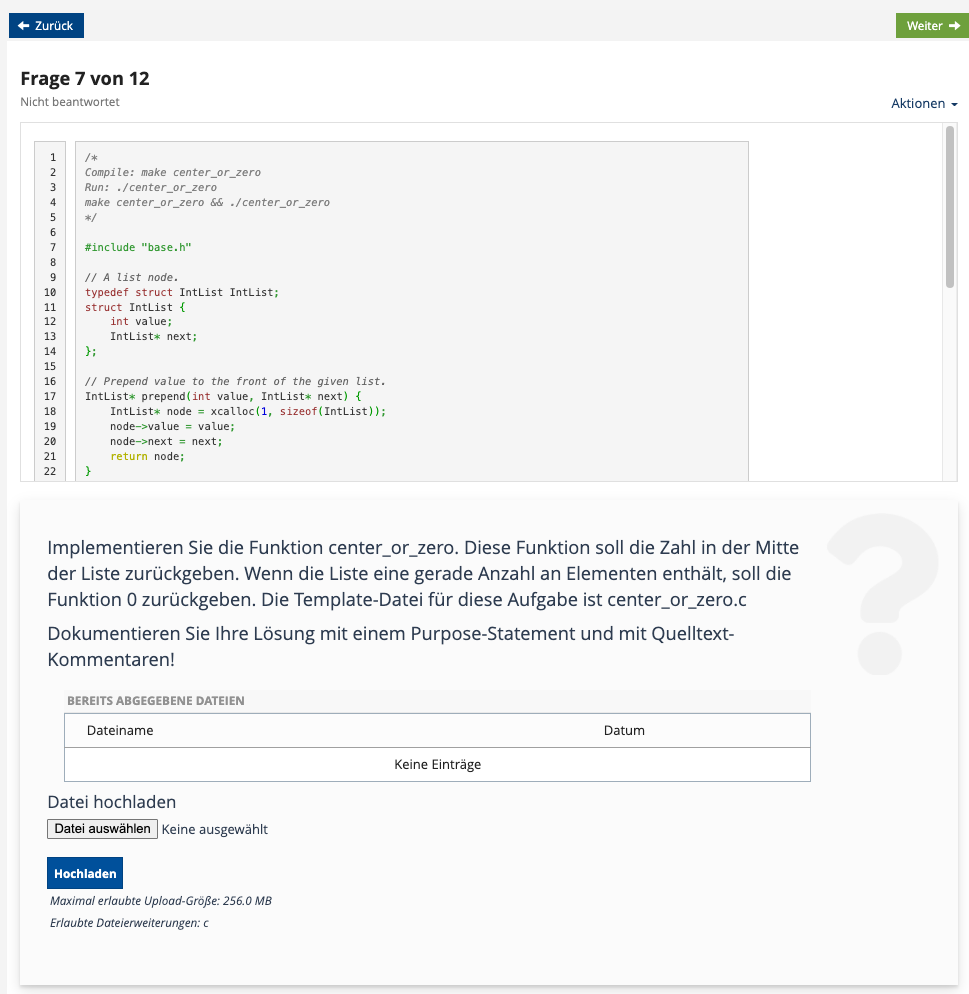 Zurück
Weiter
Frage 7 von 12
Nicht beantwortet
Aktionen
1 /*
2 Compile: make center_or_zero
3 Run: ./center_or_zero
4 make center_or_zero && ./center_or_zero
5 */
6
7 #include "base.h"
8
9 // A list node.
10 typedef struct IntList IntList;
11 struct IntList {
12     int value;
13     IntList* next;
14 };
15
16 // Prepend value to the front of the given list.
17 IntList* prepend(int value, IntList* next) {
18     IntList* node = xcalloc(1, sizeof(IntList));
19     node->value = value;
20     node->next = next;
21     return node;
22 }
Implementieren Sie die Funktion center_or_zero. Diese Funktion soll die Zahl in der Mitte
der Liste zurückgeben. Wenn die Liste eine gerade Anzahl an Elementen enthält, soll die
Funktion 0 zurückgeben. Die Template-Datei für diese Aufgabe ist center_or_zero.c
Dokumentieren Sie Ihre Lösung mit einem Purpose-Statement und mit Quelltext-
Kommentaren!
BEREITS ABGEGEBENE DATEIEN
Dateiname Datum
Keine Einträge
Datei hochladen
Datei auswählen Keine ausgewählt
Hochladen
Maximal erlaubte Upload-Größe: 256.0 MB
Erlaubte Dateierweiterungen: c